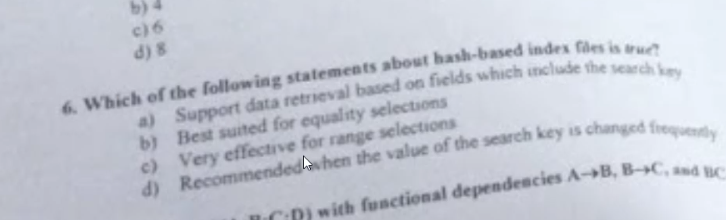 b) 4
c) 6
d) 8
6. Which of the following statements about hash-based index files is true?
a) Support data retrieval based on fields which include the search key
b) Best suited for equality selections
c) Very effective for range selections
d) Recommended when the value of the search key is changed frequently
B,C,D) with functional dependencies A→B, B→C, and BC